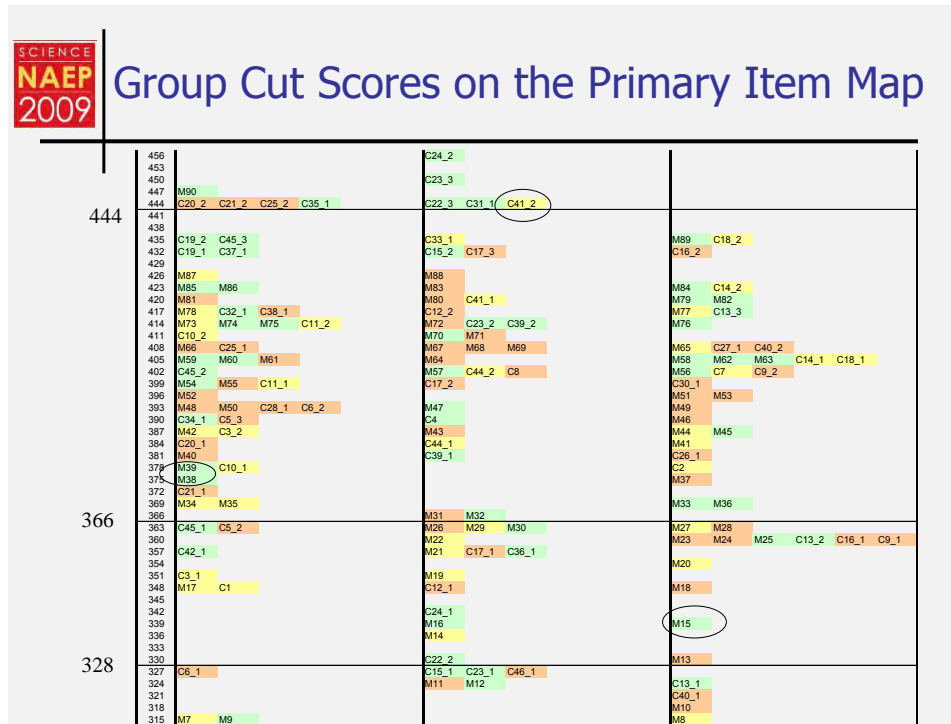 SCIENCE
NAEP
2009
Group Cut Scores on the Primary Item Map
456 C24_2
453
450 C23_3
447 M90
444 C20_2 C21_2 C25_2 C35_1 C22_3 C31_1 C41_2
444
441
438
435 C19_2 C45_3 C33_1 M89 C18_2
432 C19_1 C37_1 C15_2 C17_3 C16_2
429
426 M87 M88
423 M85 M86 M83 M84 C14_2
420 M81 M80 C41_1 M79 M82
417 M78 C32_1 C38_1 C12_2 M77 C13_3
414 M73 M74 M75 C11_2 M72 C23_2 C39_2 M76
411 C10_2 M70 M71
408 M66 C25_1 M67 M68 M69 M65 C27_1 C40_2
405 M59 M60 M61 M64 M58 M62 M63 C14_1 C18_1
402 C45_2 M57 C44_2 C8 M56 C7 C9_2
399 M54 M55 C11_1 C17_2 C30_1
396 M52 M51 M53
393 M48 M50 C28_1 C6_2 M47 M49
390 C34_1 C5_3 C4 M46
387 M42 C3_2 M43 M44 M45
384 C20_1 C44_1 M41
381 M40 C39_1 C26_1
378 M39 C10_1 C2
375 M38 M37
372 C21_1
369 M34 M35 M33 M36
366 M31 M32
366
363 C45_1 C5_2 M26 M29 M30 M27 M28
360 M22 M23 M24 M25 C13_2 C16_1 C9_1
357 C42_1 M21 C17_1 C36_1
354 M20
351 C3_1 M19
348 M17 C1 C12_1 M18
345
342 C24_1
339 M16 M15
336 M14
333
330 C22_2 M13
328
327 C6_1 C15_1 C23_1 C46_1
324 M11 M12 C13_1
321 C40_1
318 M10
315 M7 M9 M8